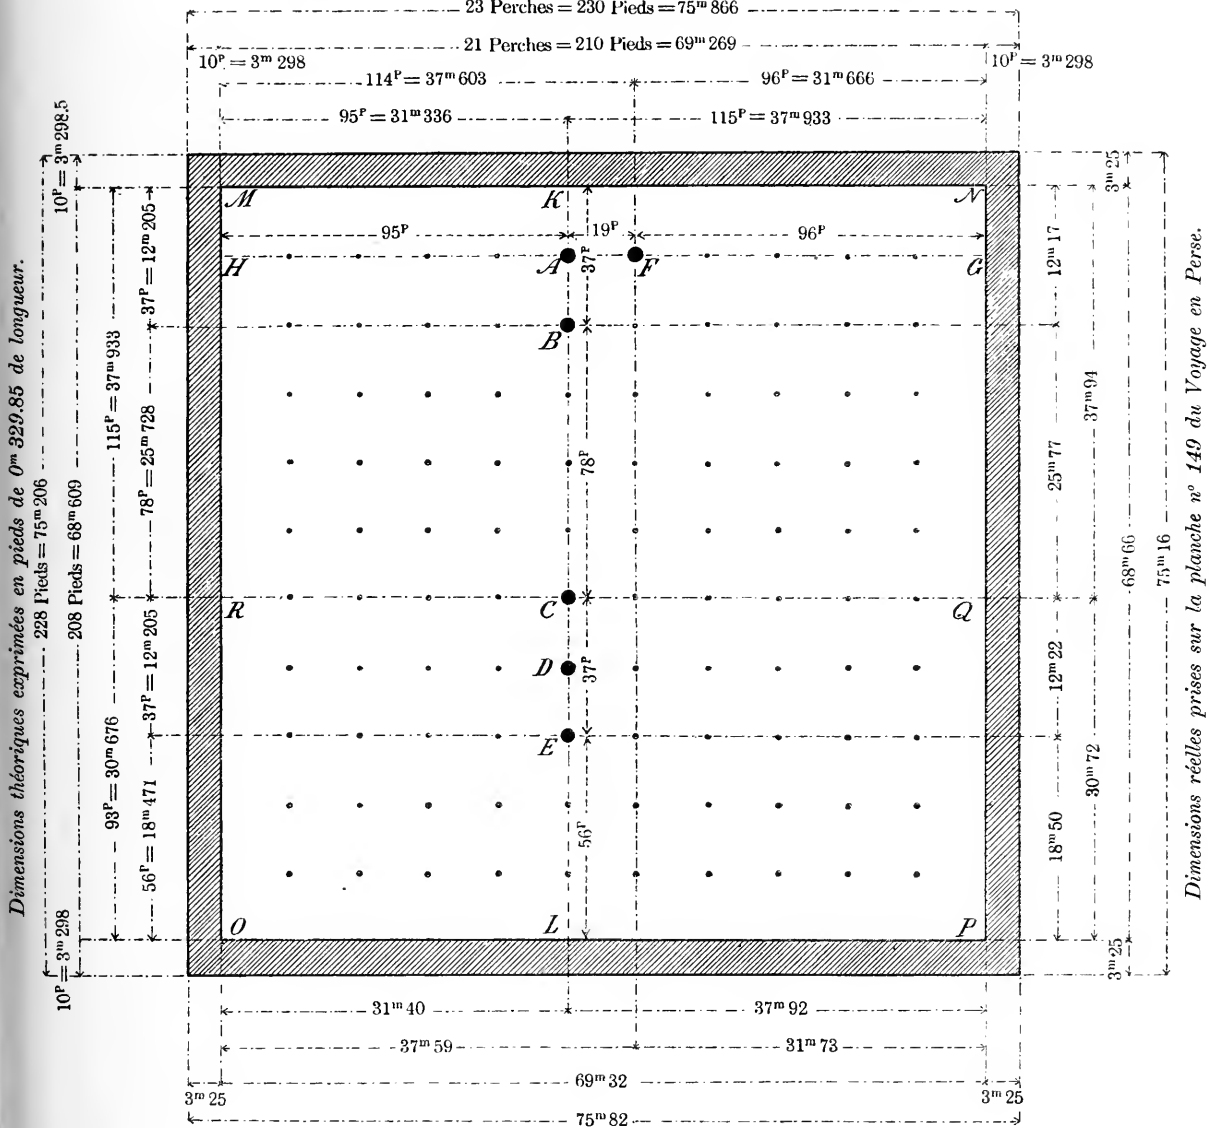 23 Perches = 230 Pieds = 75ᵐ 866
21 Perches = 210 Pieds = 69ᵐ 269
10ᴾ = 3ᵐ 298
10ᴾ = 3ᵐ 298
114ᴾ = 37ᵐ 603
96ᴾ = 31ᵐ 666
95ᴾ = 31ᵐ 336
115ᴾ = 37ᵐ 933
Dimensions théoriques exprimées en pieds de 0ᵐ 329.85 de longueur.
228 Pieds = 75ᵐ 206
208 Pieds = 68ᵐ 609
10ᴾ = 3ᵐ 298.5
10ᴾ = 3ᵐ 298
115ᴾ = 37ᵐ 933
93ᴾ = 30ᵐ 676
37ᴾ = 12ᵐ 205
78ᴾ = 25ᵐ 728
37ᴾ = 12ᵐ 205
56ᴾ = 18ᵐ 471
M K N
95ᴾ 19ᴾ 96ᴾ
H A F G
37ᴾ
B
78ᴾ
R C Q
D
37ᴾ
E
56ᴾ
O L P
3ᵐ 25
12ᵐ 17
25ᵐ 77
12ᵐ 22
18ᵐ 50
37ᵐ 94
30ᵐ 72
68ᵐ 66
3ᵐ 25
75ᵐ 16
Dimensions réelles prises sur la planche nº 149 du Voyage en Perse.
31ᵐ 40
37ᵐ 92
37ᵐ 59
31ᵐ 73
69ᵐ 32
3ᵐ 25
3ᵐ 25
75ᵐ 82